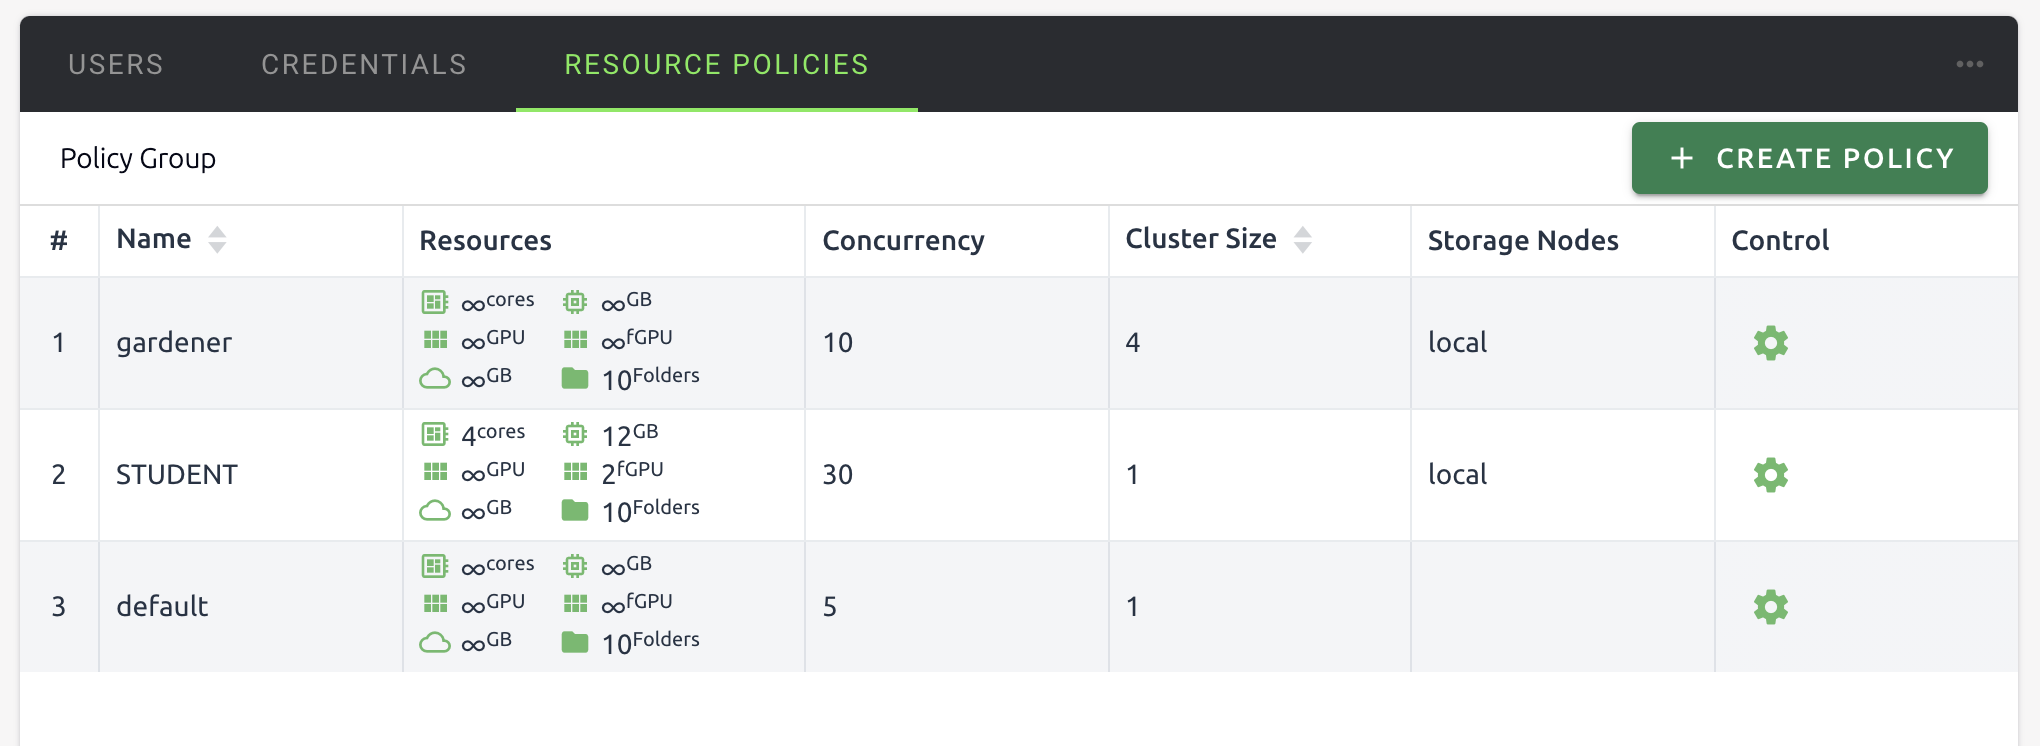 USERS CREDENTIALS RESOURCE POLICIES
Policy Group
+ CREATE POLICY
# Name Resources Concurrency Cluster Size Storage Nodes Control
∞cores ∞GB
1 gardener ∞GPU ∞fGPU 10 4 local
∞GB 10Folders
4cores 12GB
2 STUDENT ∞GPU 2fGPU 30 1 local
∞GB 10Folders
∞cores ∞GB
3 default ∞GPU ∞fGPU 5 1
∞GB 10Folders